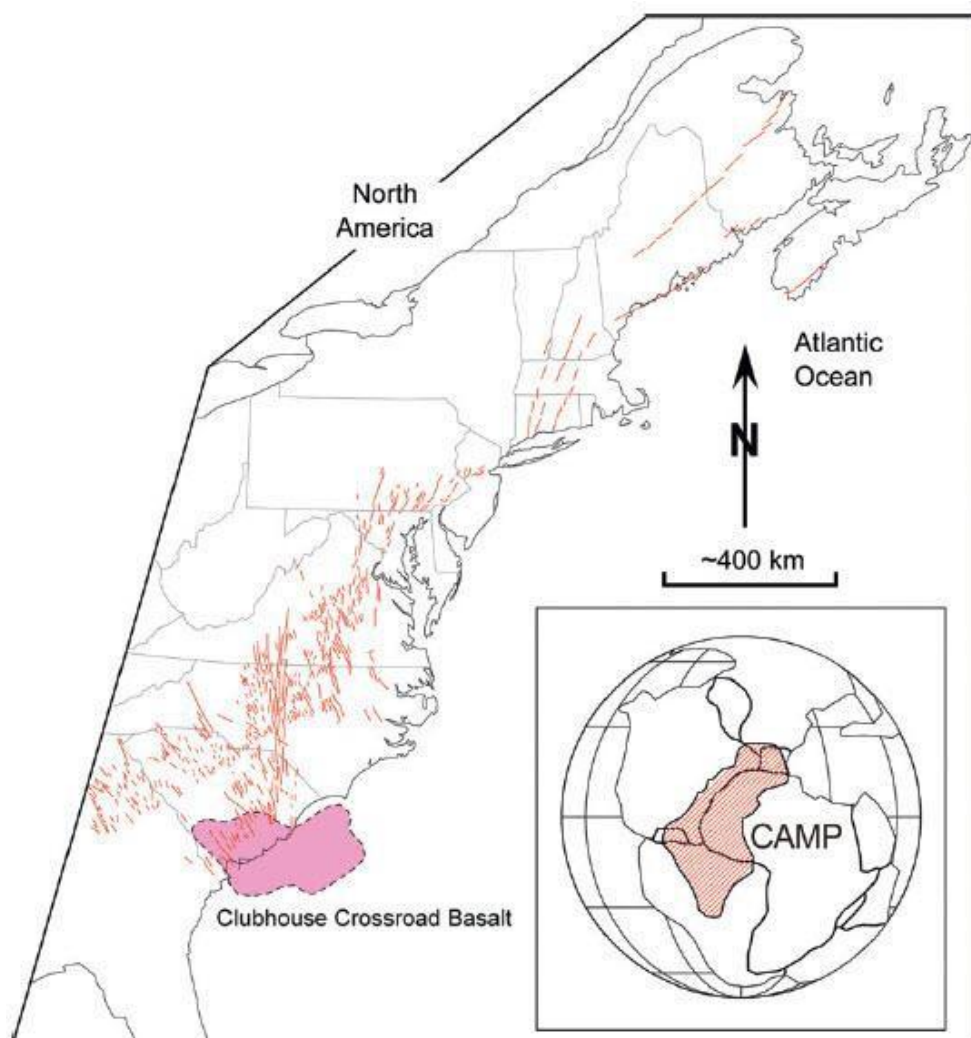 North
America
Atlantic
Ocean
N
~400 km
CAMP
Clubhouse Crossroad Basalt